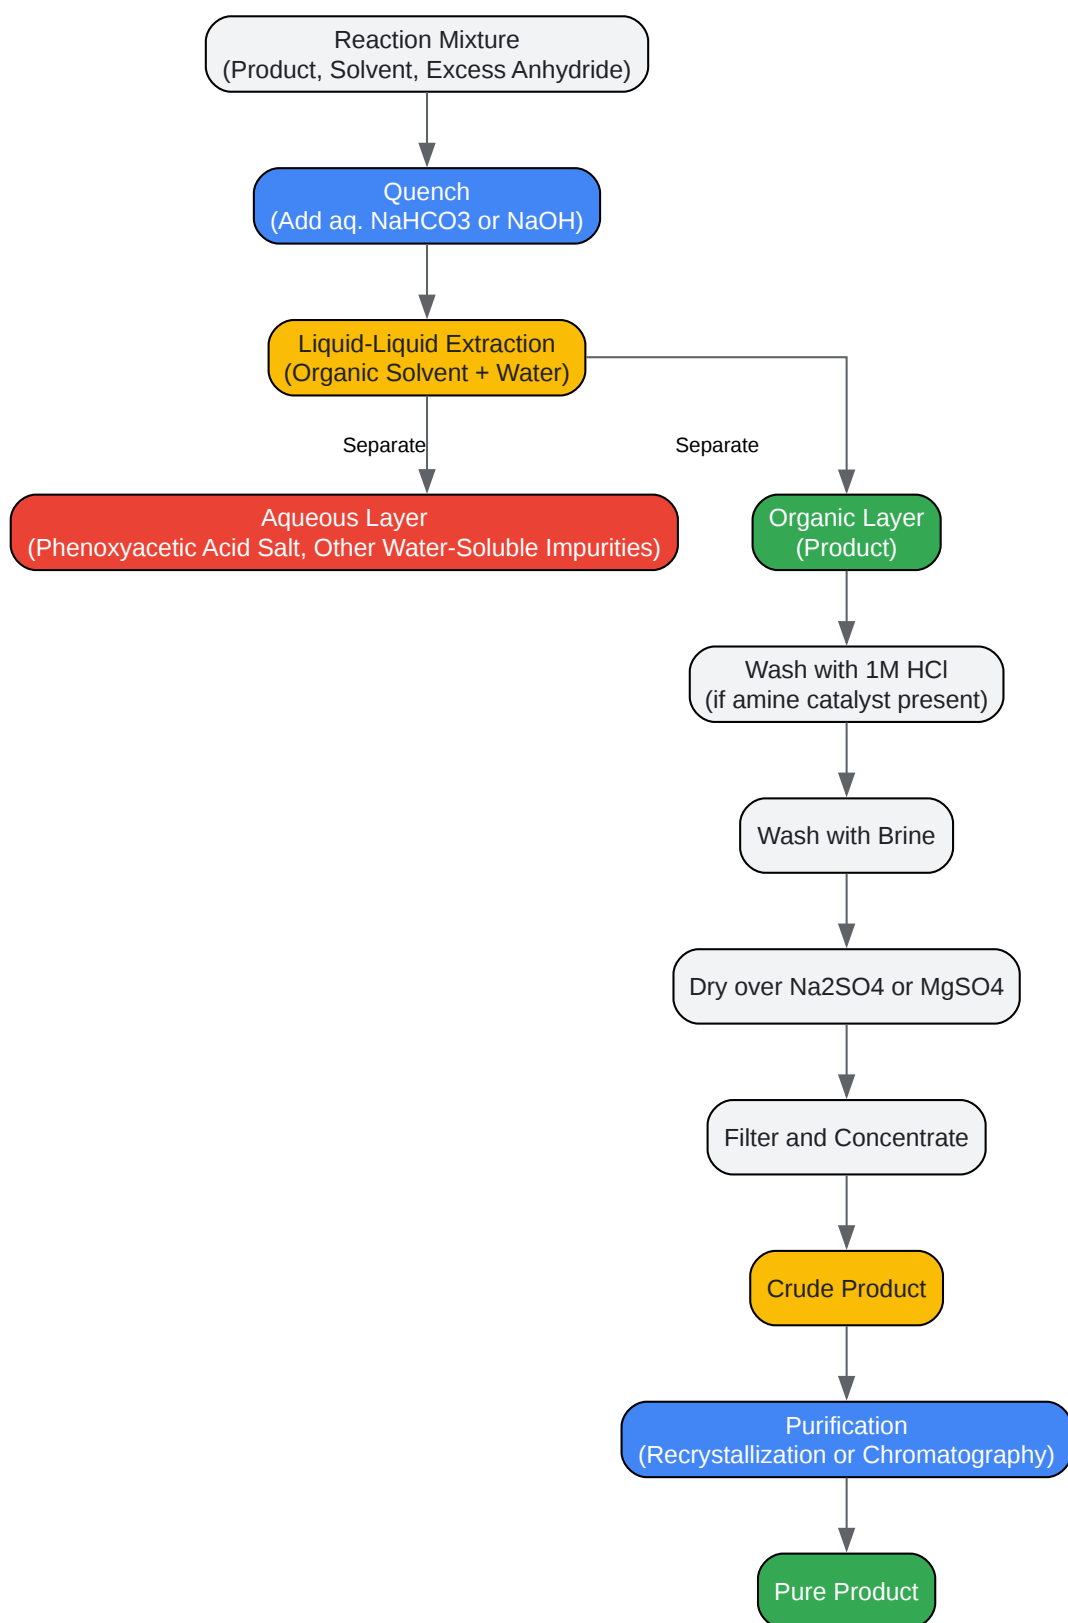 Reaction Mixture
(Product, Solvent, Excess Anhydride)
Quench
(Add aq. NaHCO3 or NaOH)
Liquid-Liquid Extraction
(Organic Solvent + Water)
Separate
Separate
Aqueous Layer
(Phenoxyacetic Acid Salt, Other Water-Soluble Impurities)
Organic Layer
(Product)
Wash with 1M HCl
(if amine catalyst present)
Wash with Brine
Dry over Na2SO4 or MgSO4
Filter and Concentrate
Crude Product
Purification
(Recrystallization or Chromatography)
Pure Product